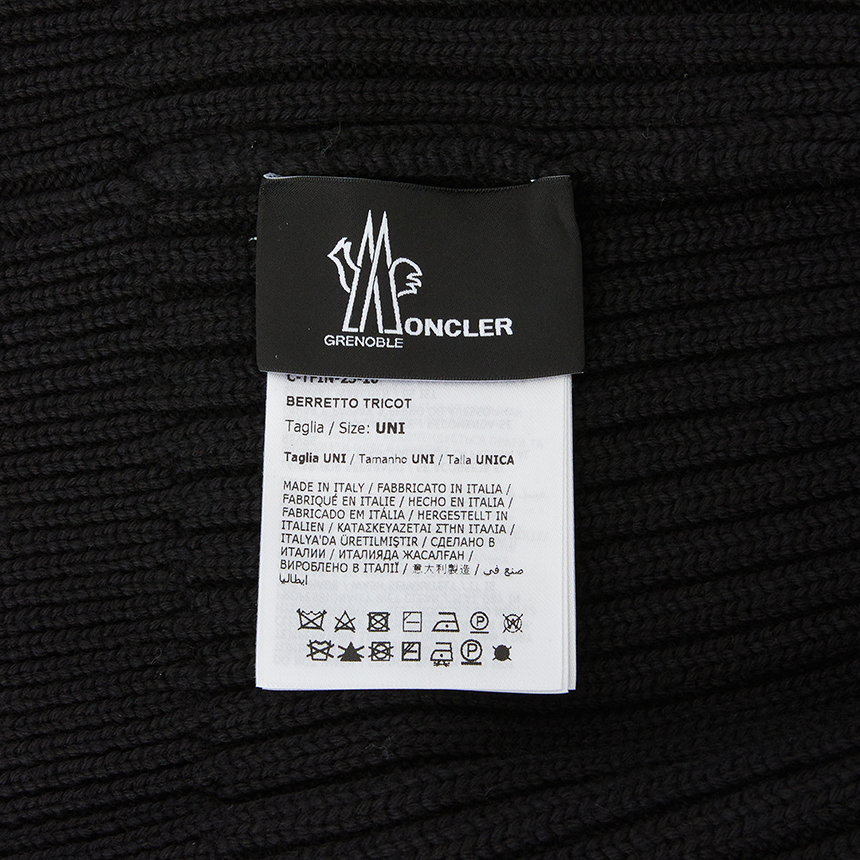 MONCLER
GRENOBLE
BERRETTO TRICOT
Taglia / Size: UNI
Taglia UNI / Tamanho UNI / Talla UNICA
MADE IN ITALY / FABBRICATO IN ITALIA /
FABRIQUÉ EN ITALIE / HECHO EN ITALIA /
FABRICADO EM ITÁLIA / HERGESTELLT IN
ITALIEN / ΚΑΤΑΣΚΕΥΑΖΕΤΑΙ ΣΤΗΝ ΙΤΑΛΙΑ /
ITALYA'DA ÜRETILMIŞTIR / СДЕЛАНО В
ИТАЛИИ / ИТАЛИЯДА ЖАСАЛҒАН /
ВИРОБЛЕНО В ІТАЛІЇ / 意大利製造 / صنع في
إيطاليا